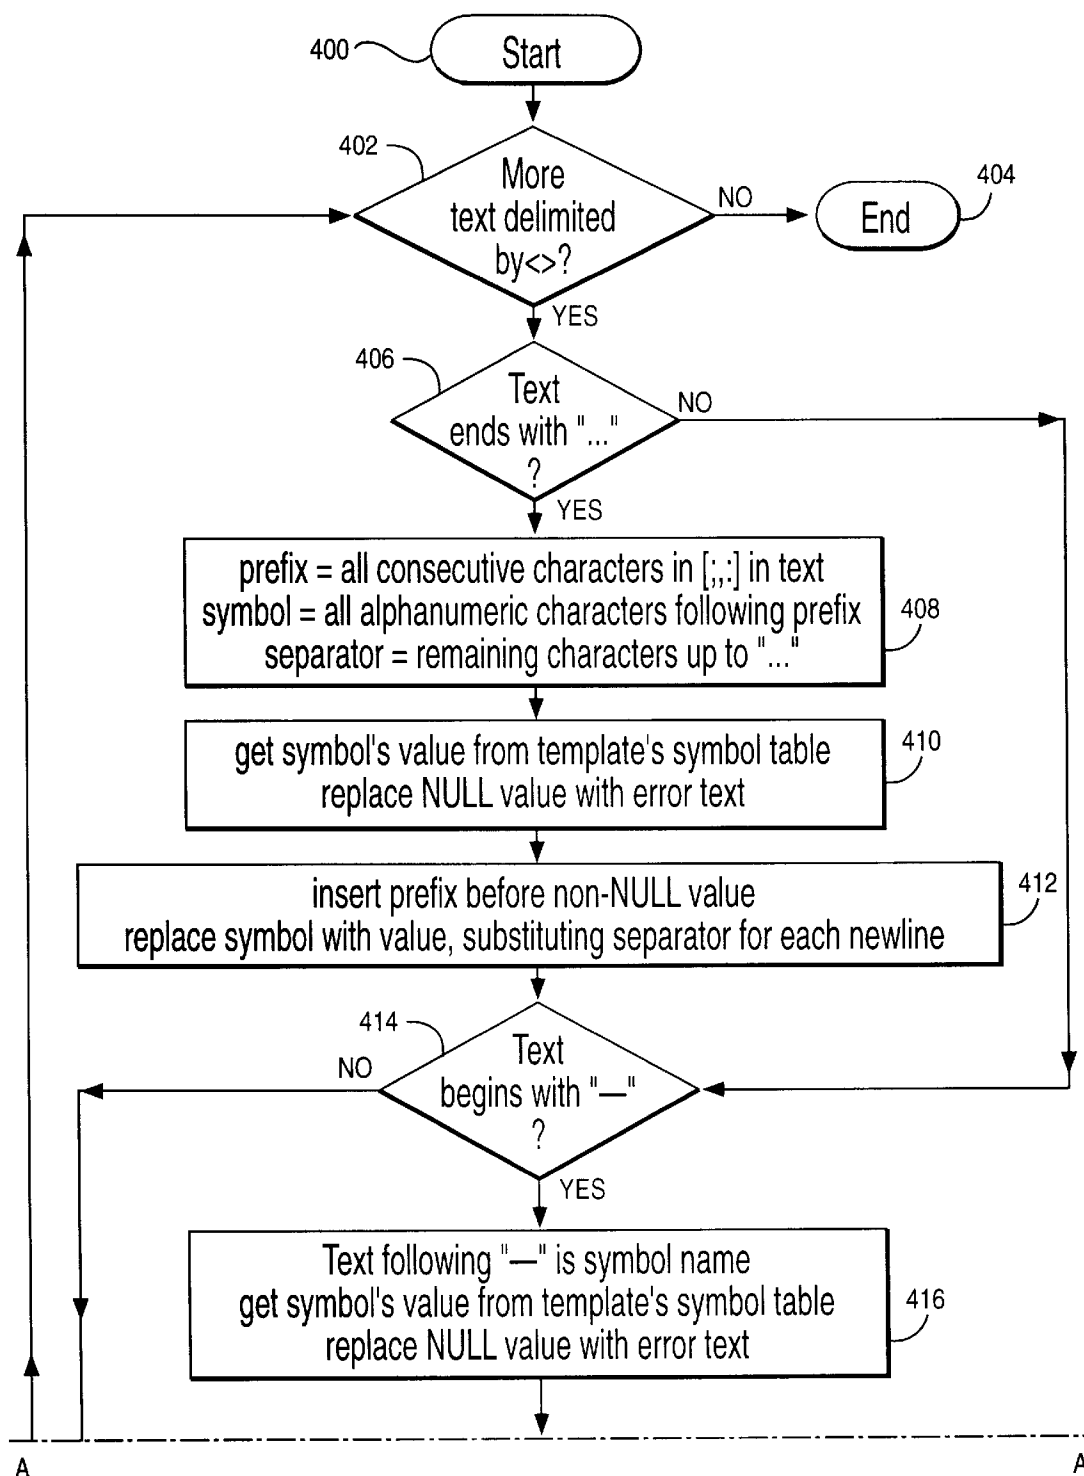 400
Start
402
More
text delimited
by<>?
NO
End
404
YES
406
Text
ends with "..."
?
NO
YES
prefix = all consecutive characters in [;,:] in text
symbol = all alphanumeric characters following prefix
separator = remaining characters up to "..."
408
get symbol's value from template's symbol table
replace NULL value with error text
410
insert prefix before non-NULL value
replace symbol with value, substituting separator for each newline
412
414
Text
begins with "—"
?
NO
YES
Text following "—" is symbol name
get symbol's value from template's symbol table
replace NULL value with error text
416
A
A